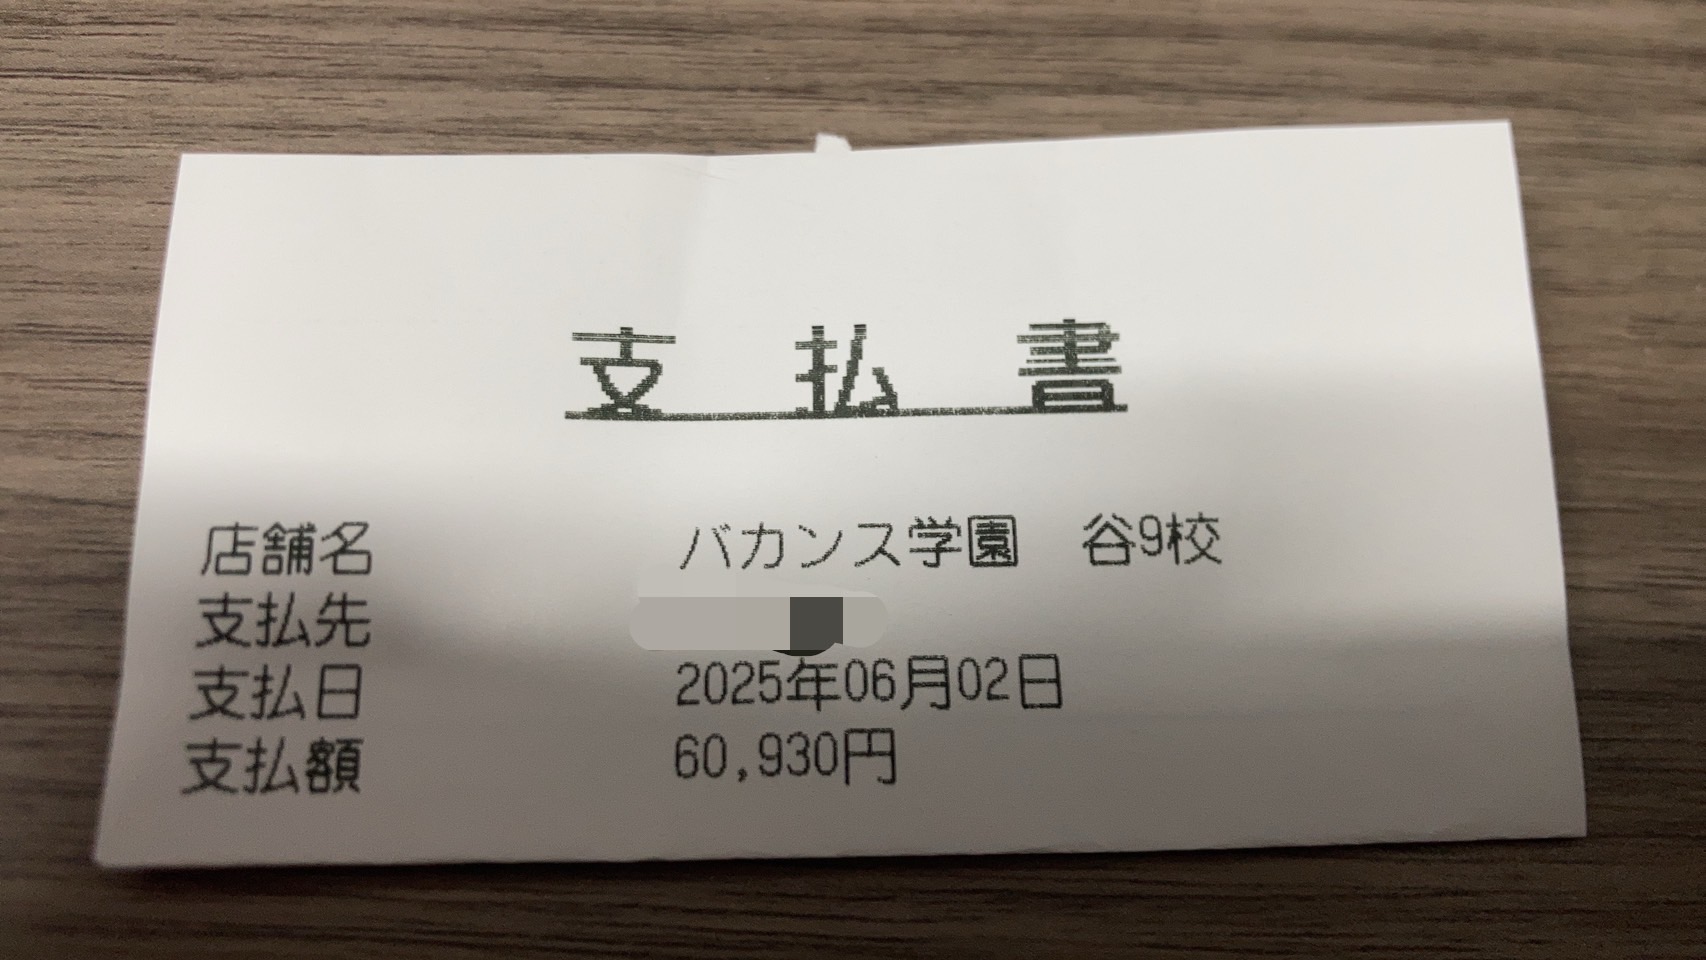 支払書
店舗名 バカンス学園 谷9校
支払先
支払日 2025年06月02日
支払額 60,930円